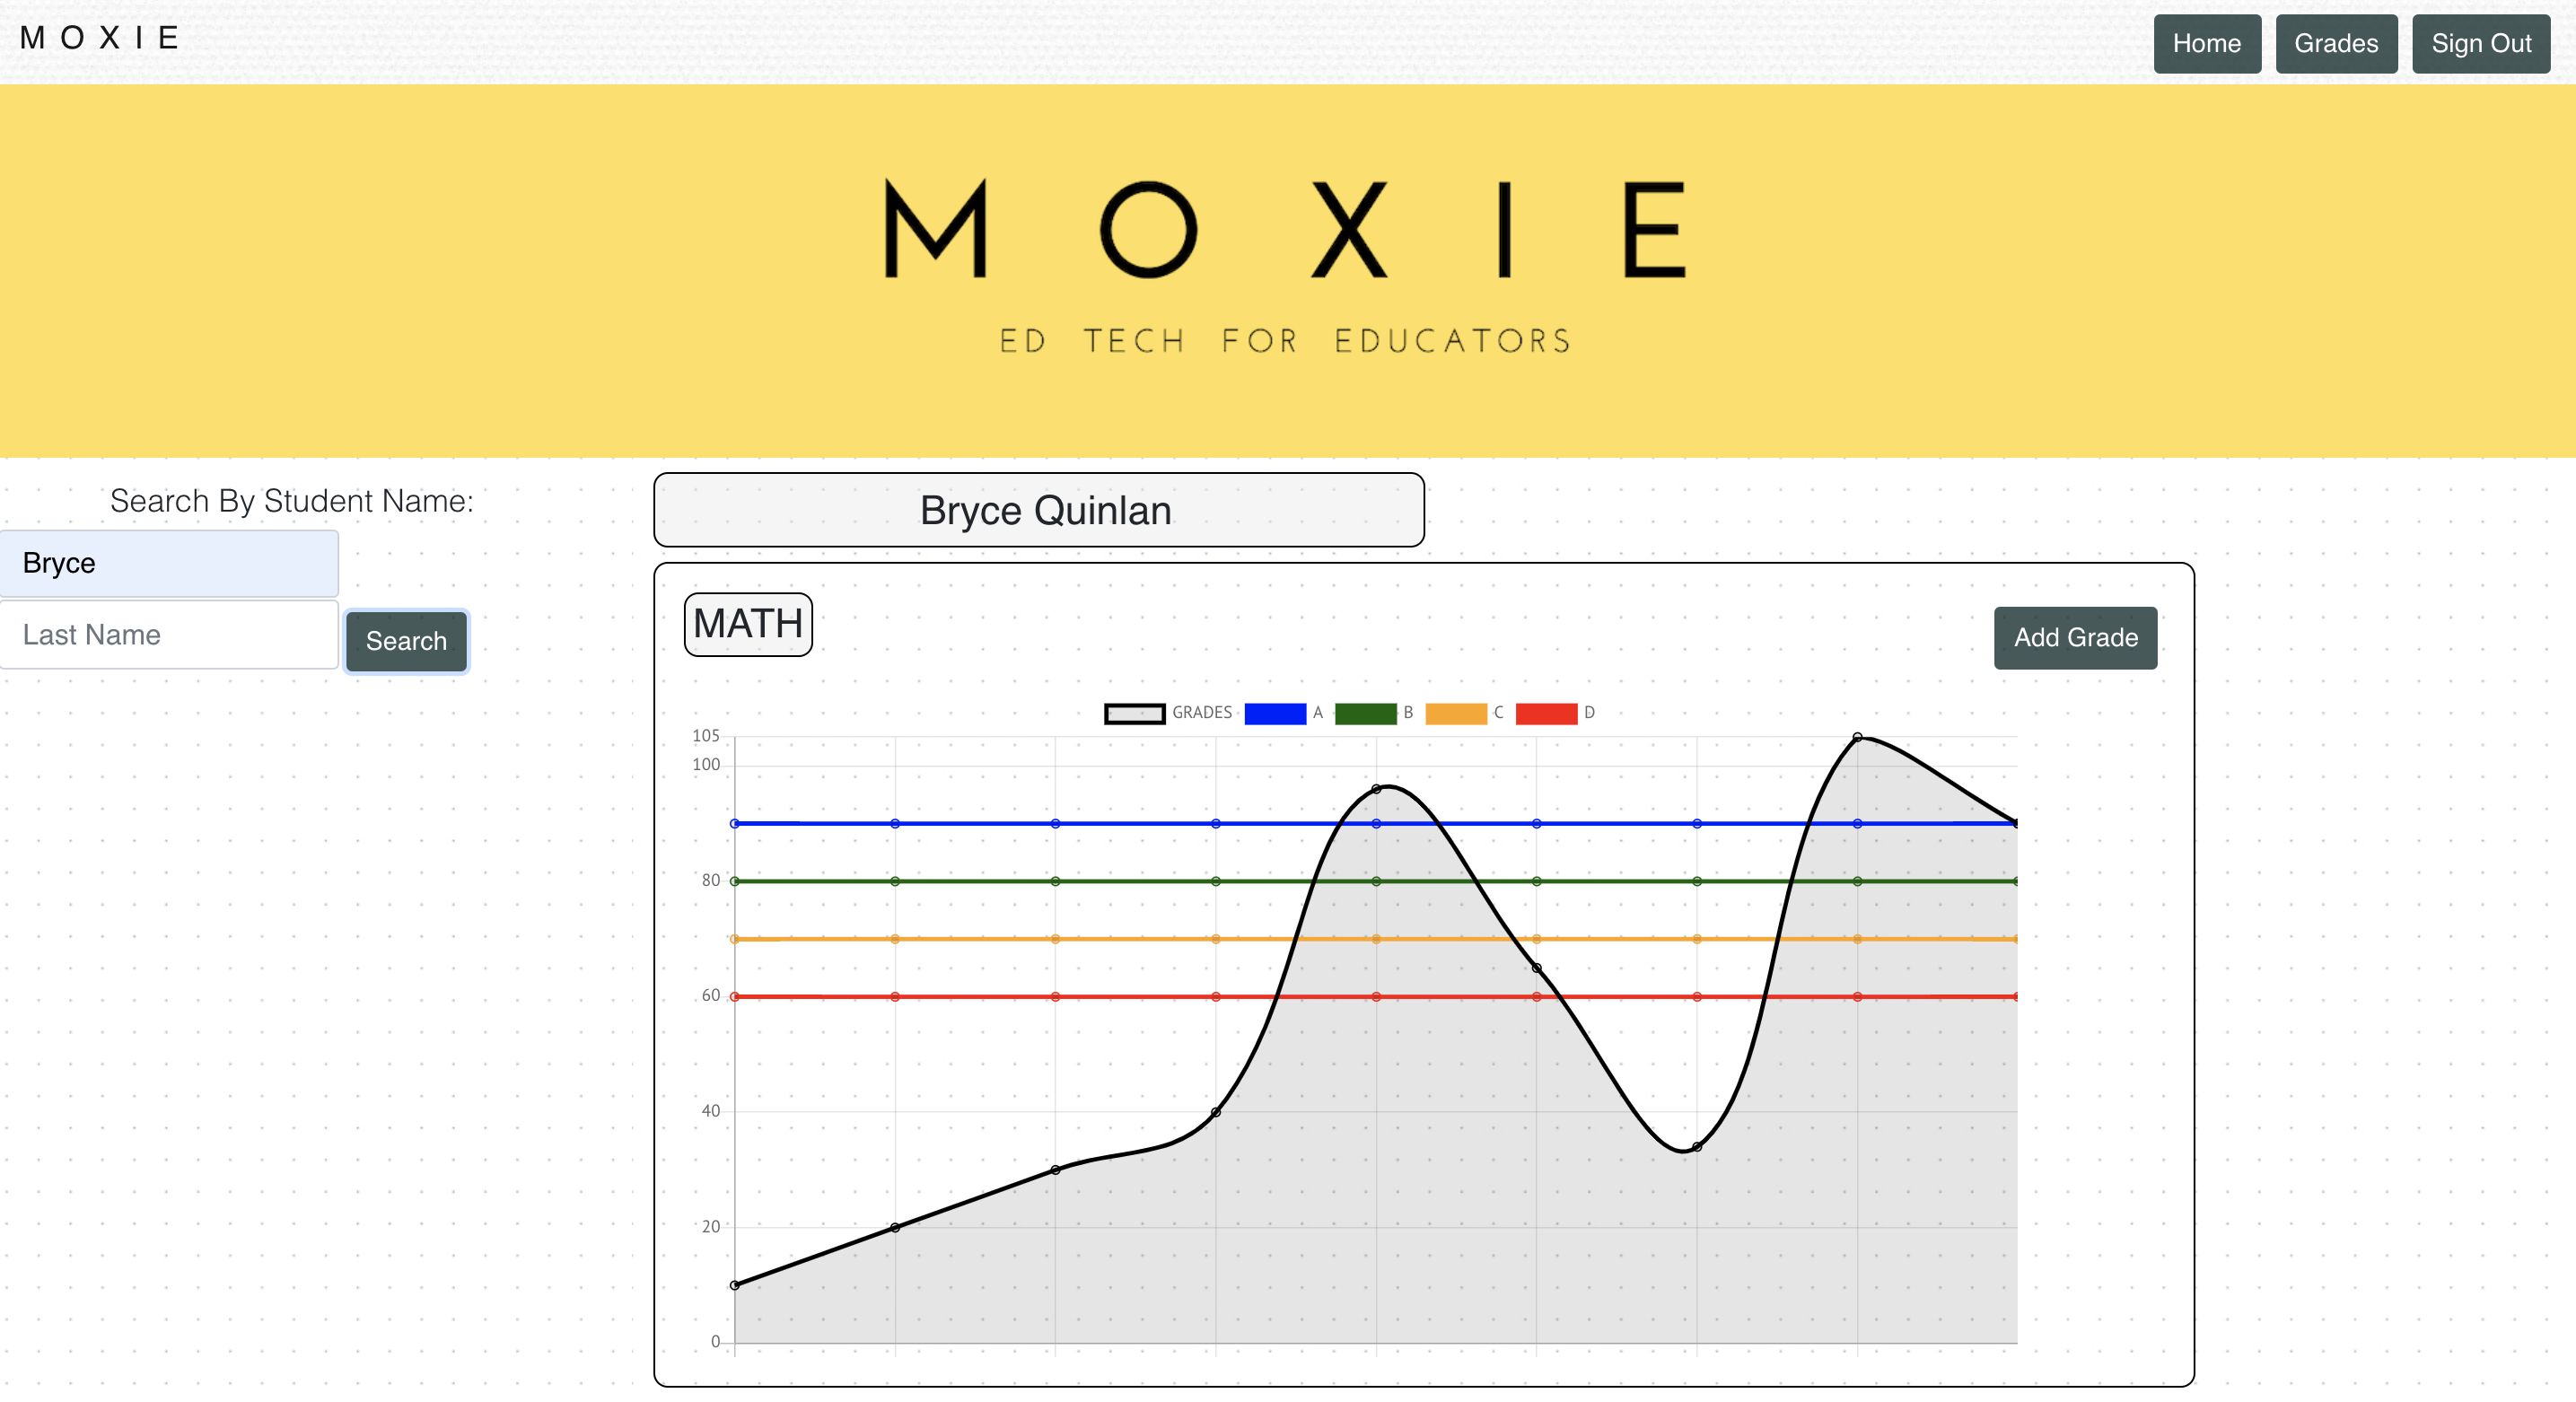 MOXIE
Home Grades Sign Out
MOXIE
ED TECH FOR EDUCATORS
Search By Student Name:
Bryce
Last Name
Search
Bryce Quinlan
MATH
Add Grade
GRADES A B C D
105
100
80
60
40
20
0